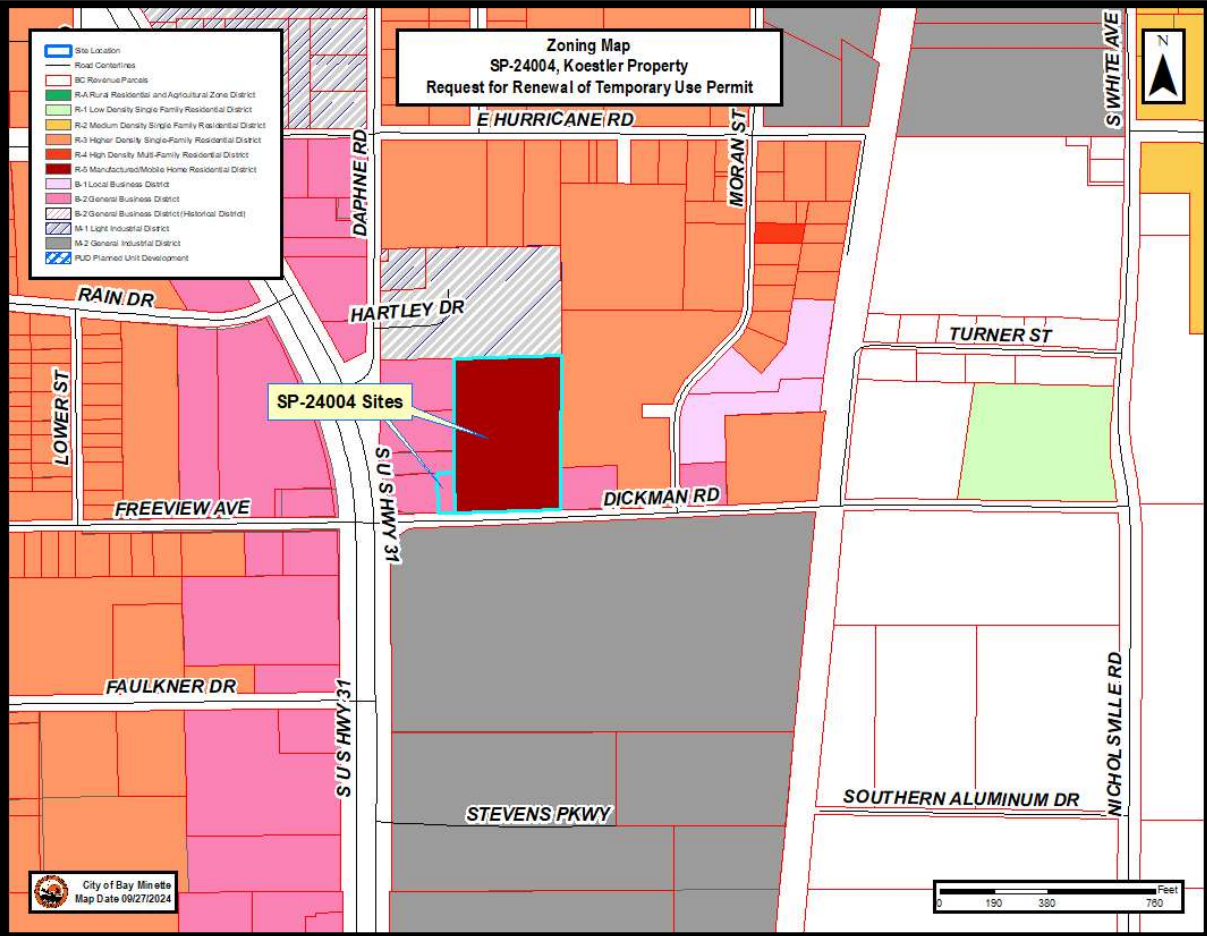 Zoning Map
SP-24004, Koestler Property
Request for Renewal of Temporary Use Permit
Site Location
Road Centerlines
BC Revenue Parcels
R-A Rural Residential and Agricultural Zone District
R-1 Low Density Single Family Residential District
R-2 Medium Density Single Family Residential District
R-3 Higher Density Single-Family Residential District
R-4 High Density Multi-Family Residential District
R-5 Manufactured/Mobile Home Residential District
B-1 Local Business District
B-2 General Business District
B-2 General Business District (Historical District)
M-1 Light Industrial District
M-2 General Industrial District
PUD Planned Unit Development
N
S WHITE AVE
E HURRICANE RD
DAPHNE RD
MORAN ST
RAIN DR
HARTLEY DR
TURNER ST
LOWER ST
SP-24004 Sites
S U S HWY 31
FREEVIEW AVE
DICKMAN RD
FAULKNER DR
S U S HWY 31
NICHOLSVILLE RD
STEVENS PKWY
SOUTHERN ALUMINUM DR
City of Bay Minette
Map Date 09/27/2024
Feet
0 190 380 760